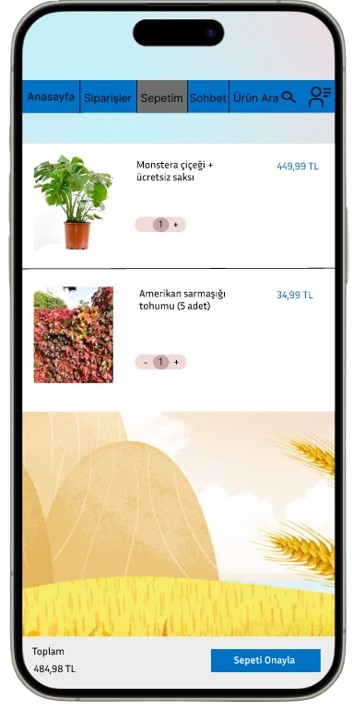 Anasayfa Siparişler Sepetim Sohbet Ürün Ara
Monstera çiçeği +
ücretsiz saksı
449,99 TL
1 +
Amerikan sarmaşığı
tohumu (5 adet)
34,99 TL
- 1 +
Toplam
484,98 TL
Sepeti Onayla